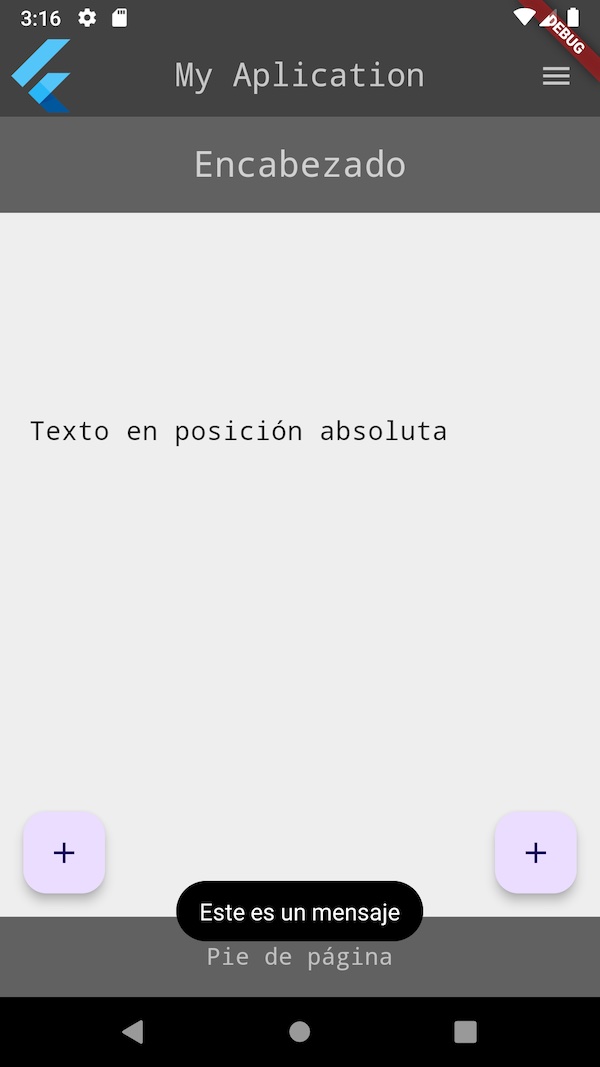 3:16
DEBUG
My Aplication
Encabezado
Texto en posición absoluta
+
+
Este es un mensaje
Pie de página